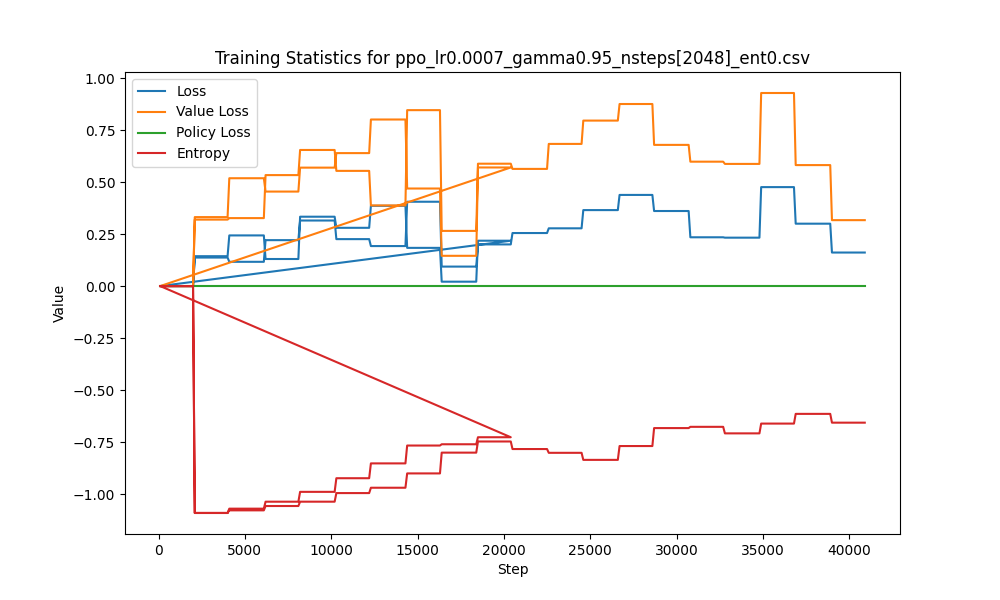 Training Statistics for ppo_lr0.0007_gamma0.95_nsteps[2048]_ent0.csv
Loss
Value Loss
Policy Loss
Entropy
Value
1.00
0.75
0.50
0.25
0.00
−0.25
−0.50
−0.75
−1.00
0 5000 10000 15000 20000 25000 30000 35000 40000
Step